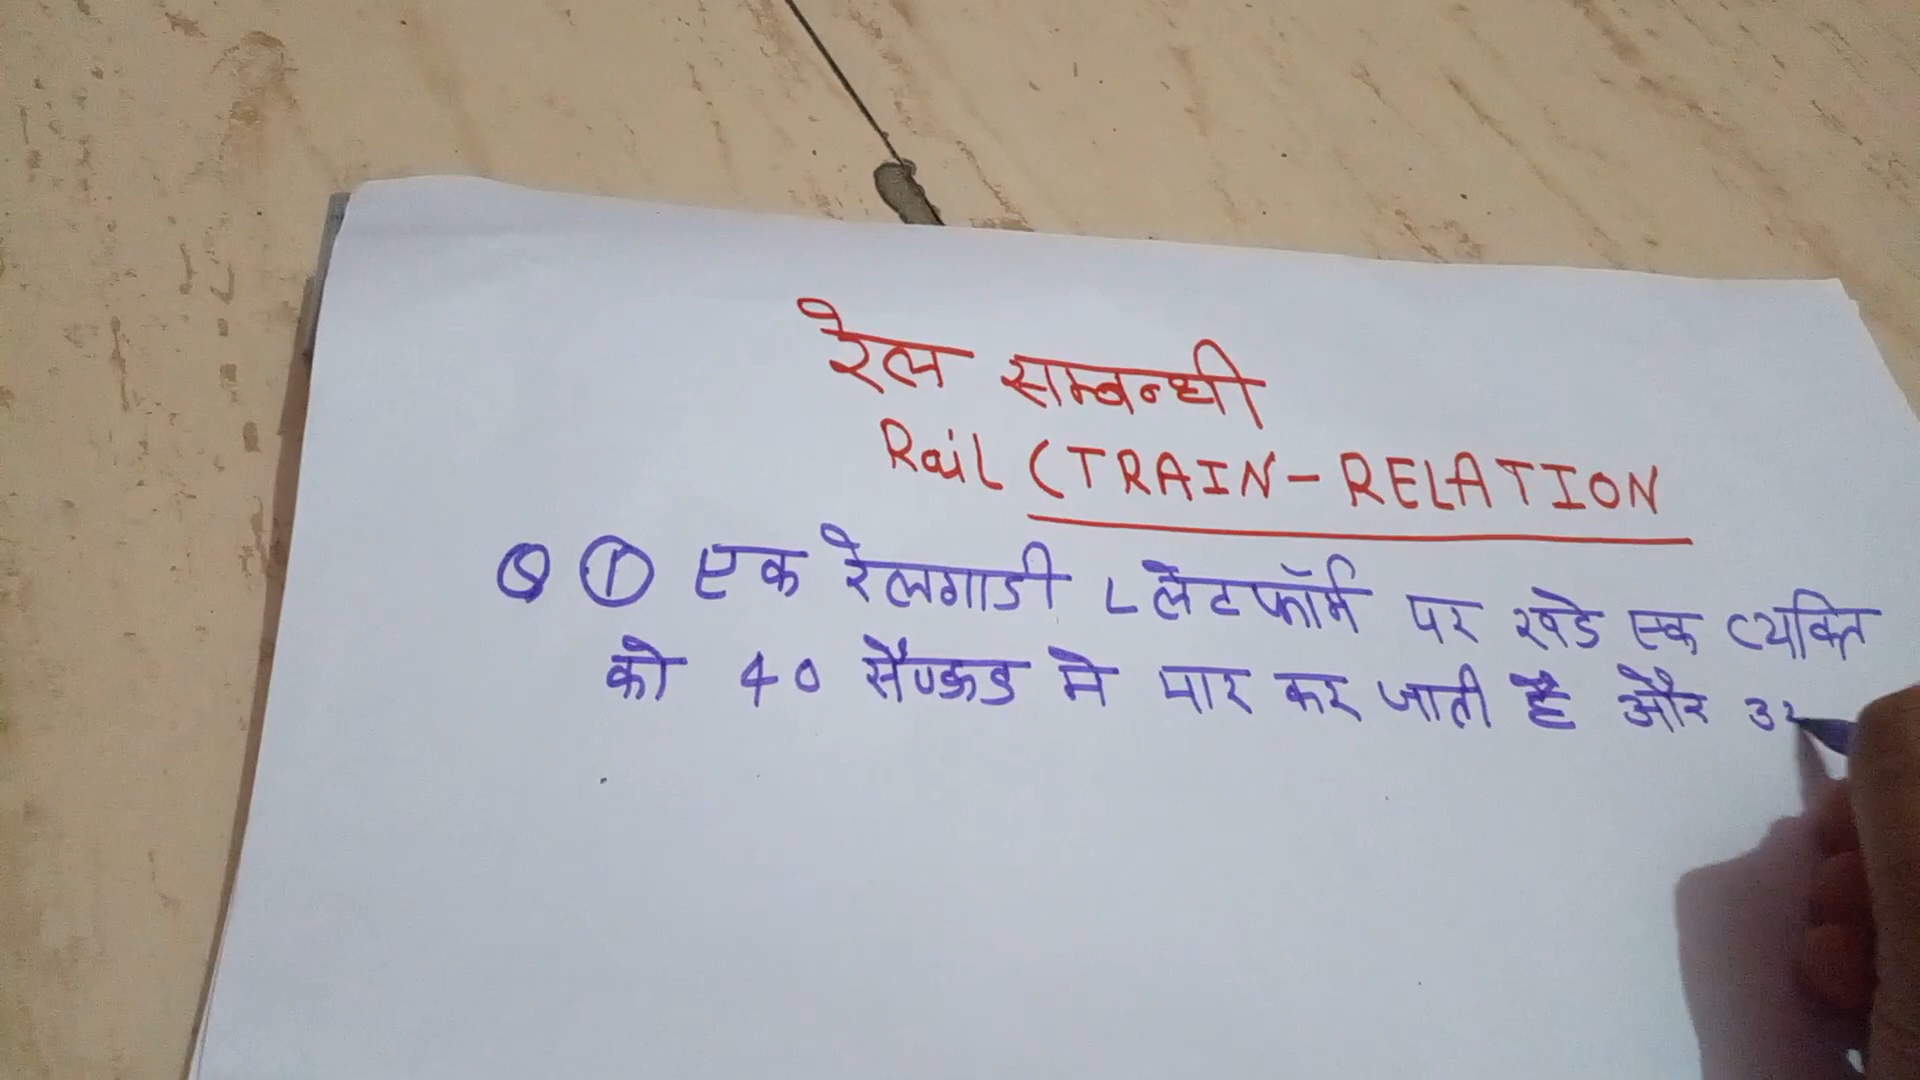 रेल सम्बन्धी
Rail (TRAIN-RELATION
Q ① एक रेलगाडी प्लेटफॉर्म पर खडे एक व्यक्ति
को 40 सैण्कड मे पार कर जाती है और